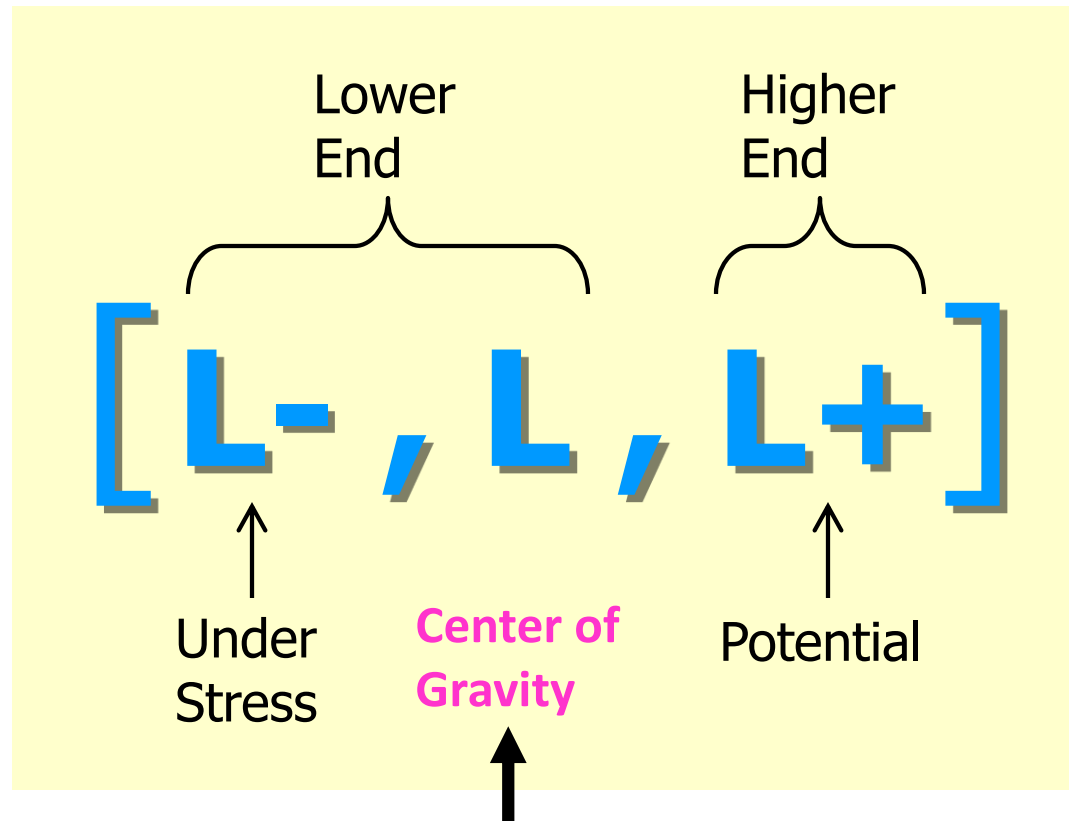 Lower
End
Higher
End
[ L- , L , L+ ]
Under
Stress
Center of
Gravity
Potential